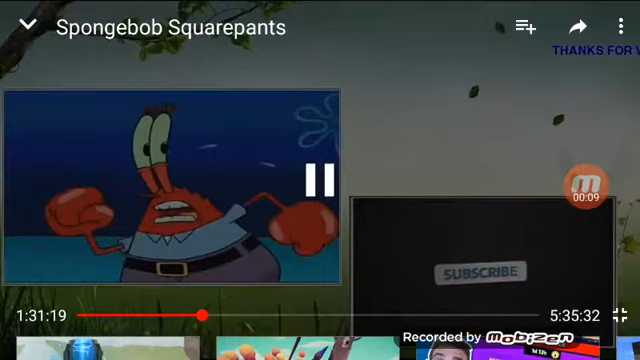 Spongebob Squarepants
THANKS FOR W
00:09
SUBSCRIBE
1:31:19
5:35:32
Recorded by Mobizen